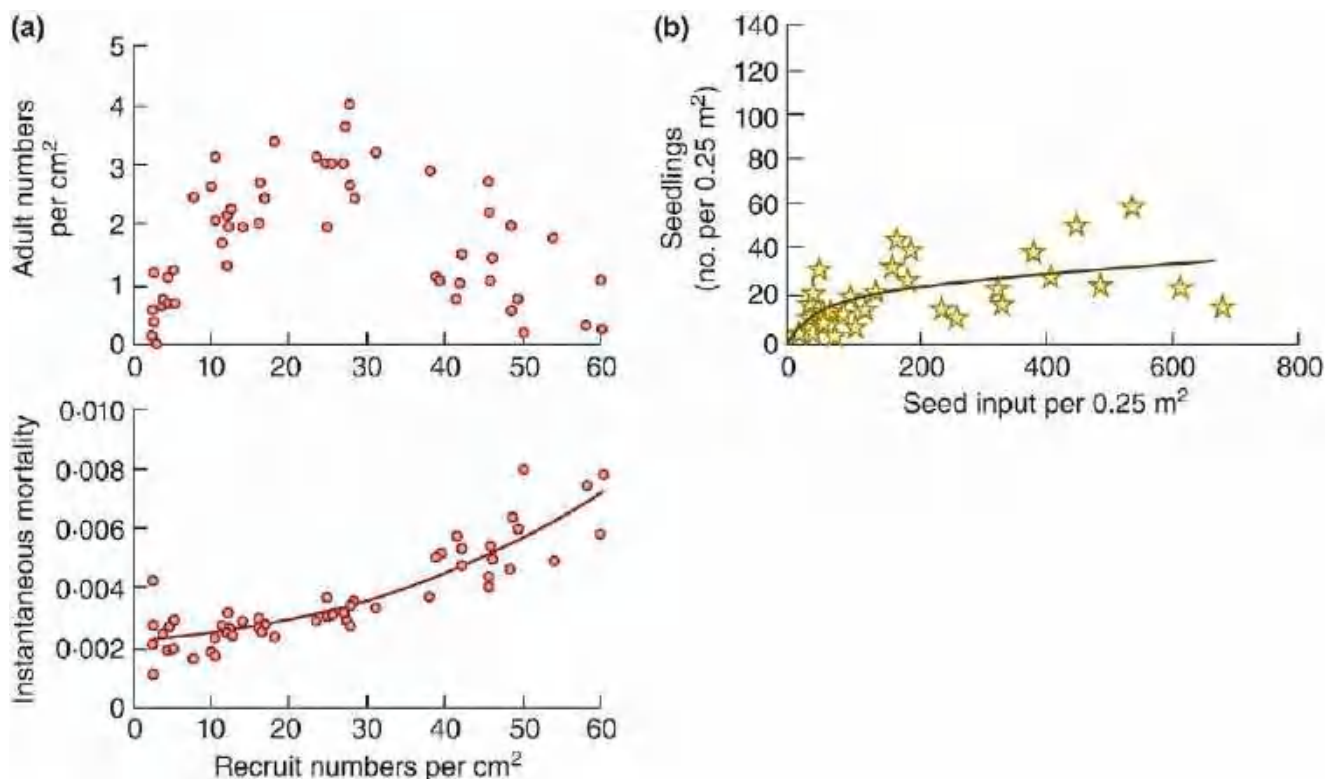 (a)
5
4
3
2
1
0
Adult numbers
per cm²
0 10 20 30 40 50 60
0·010
0·008
0·006
0·004
0·002
0
Instantaneous mortality
0 10 20 30 40 50 60
Recruit numbers per cm²
(b)
140
120
100
80
60
40
20
0
Seedlings
(no. per 0.25 m²)
0 200 400 600 800
Seed input per 0.25 m²